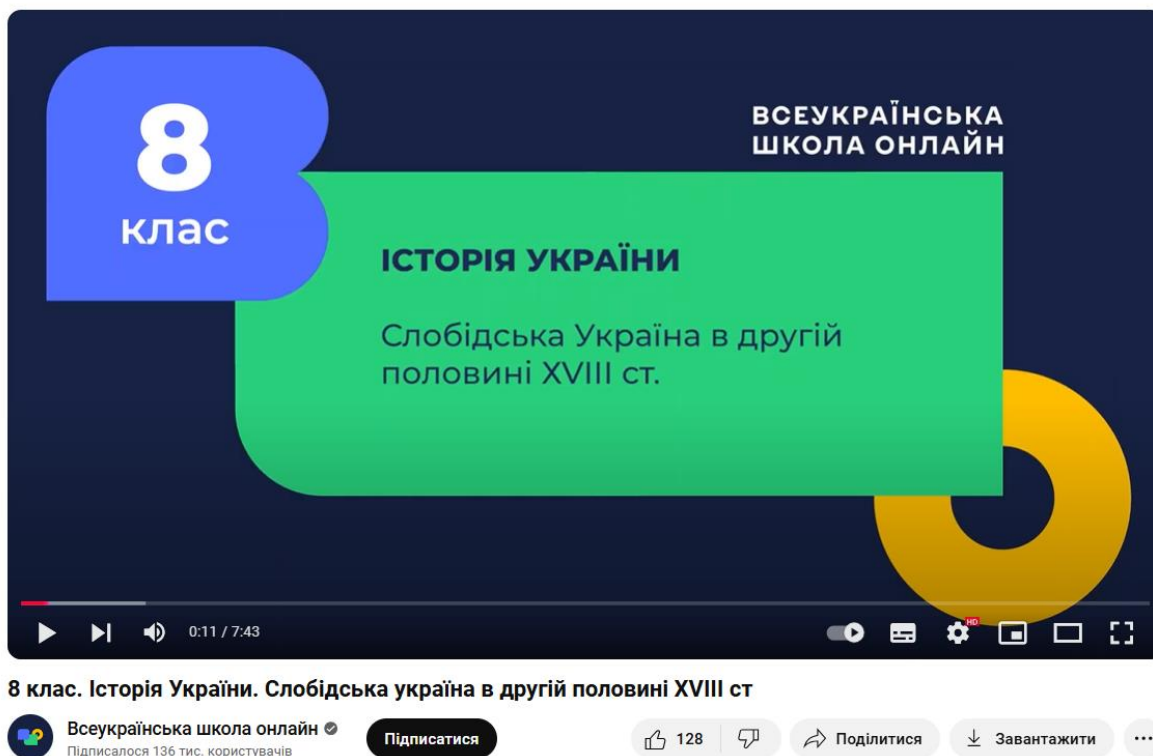 8
клас
ВСЕУКРАЇНСЬКА
ШКОЛА ОНЛАЙН
ІСТОРІЯ УКРАЇНИ
Слобідська Україна в другій
половині XVIII ст.
0:11 / 7:43
HD
8 клас. Історія України. Слобідська україна в другій половині XVIII ст
Всеукраїнська школа онлайн
Підписалося 136 тис. користувачів
Підписатися
128
Поділитися
Завантажити